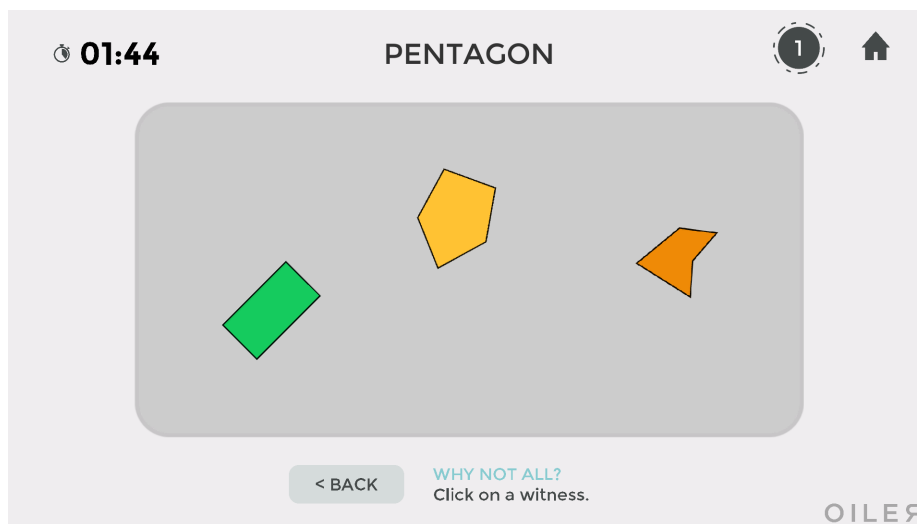 01:44
PENTAGON
1
< BACK
WHY NOT ALL?
Click on a witness.
OILER